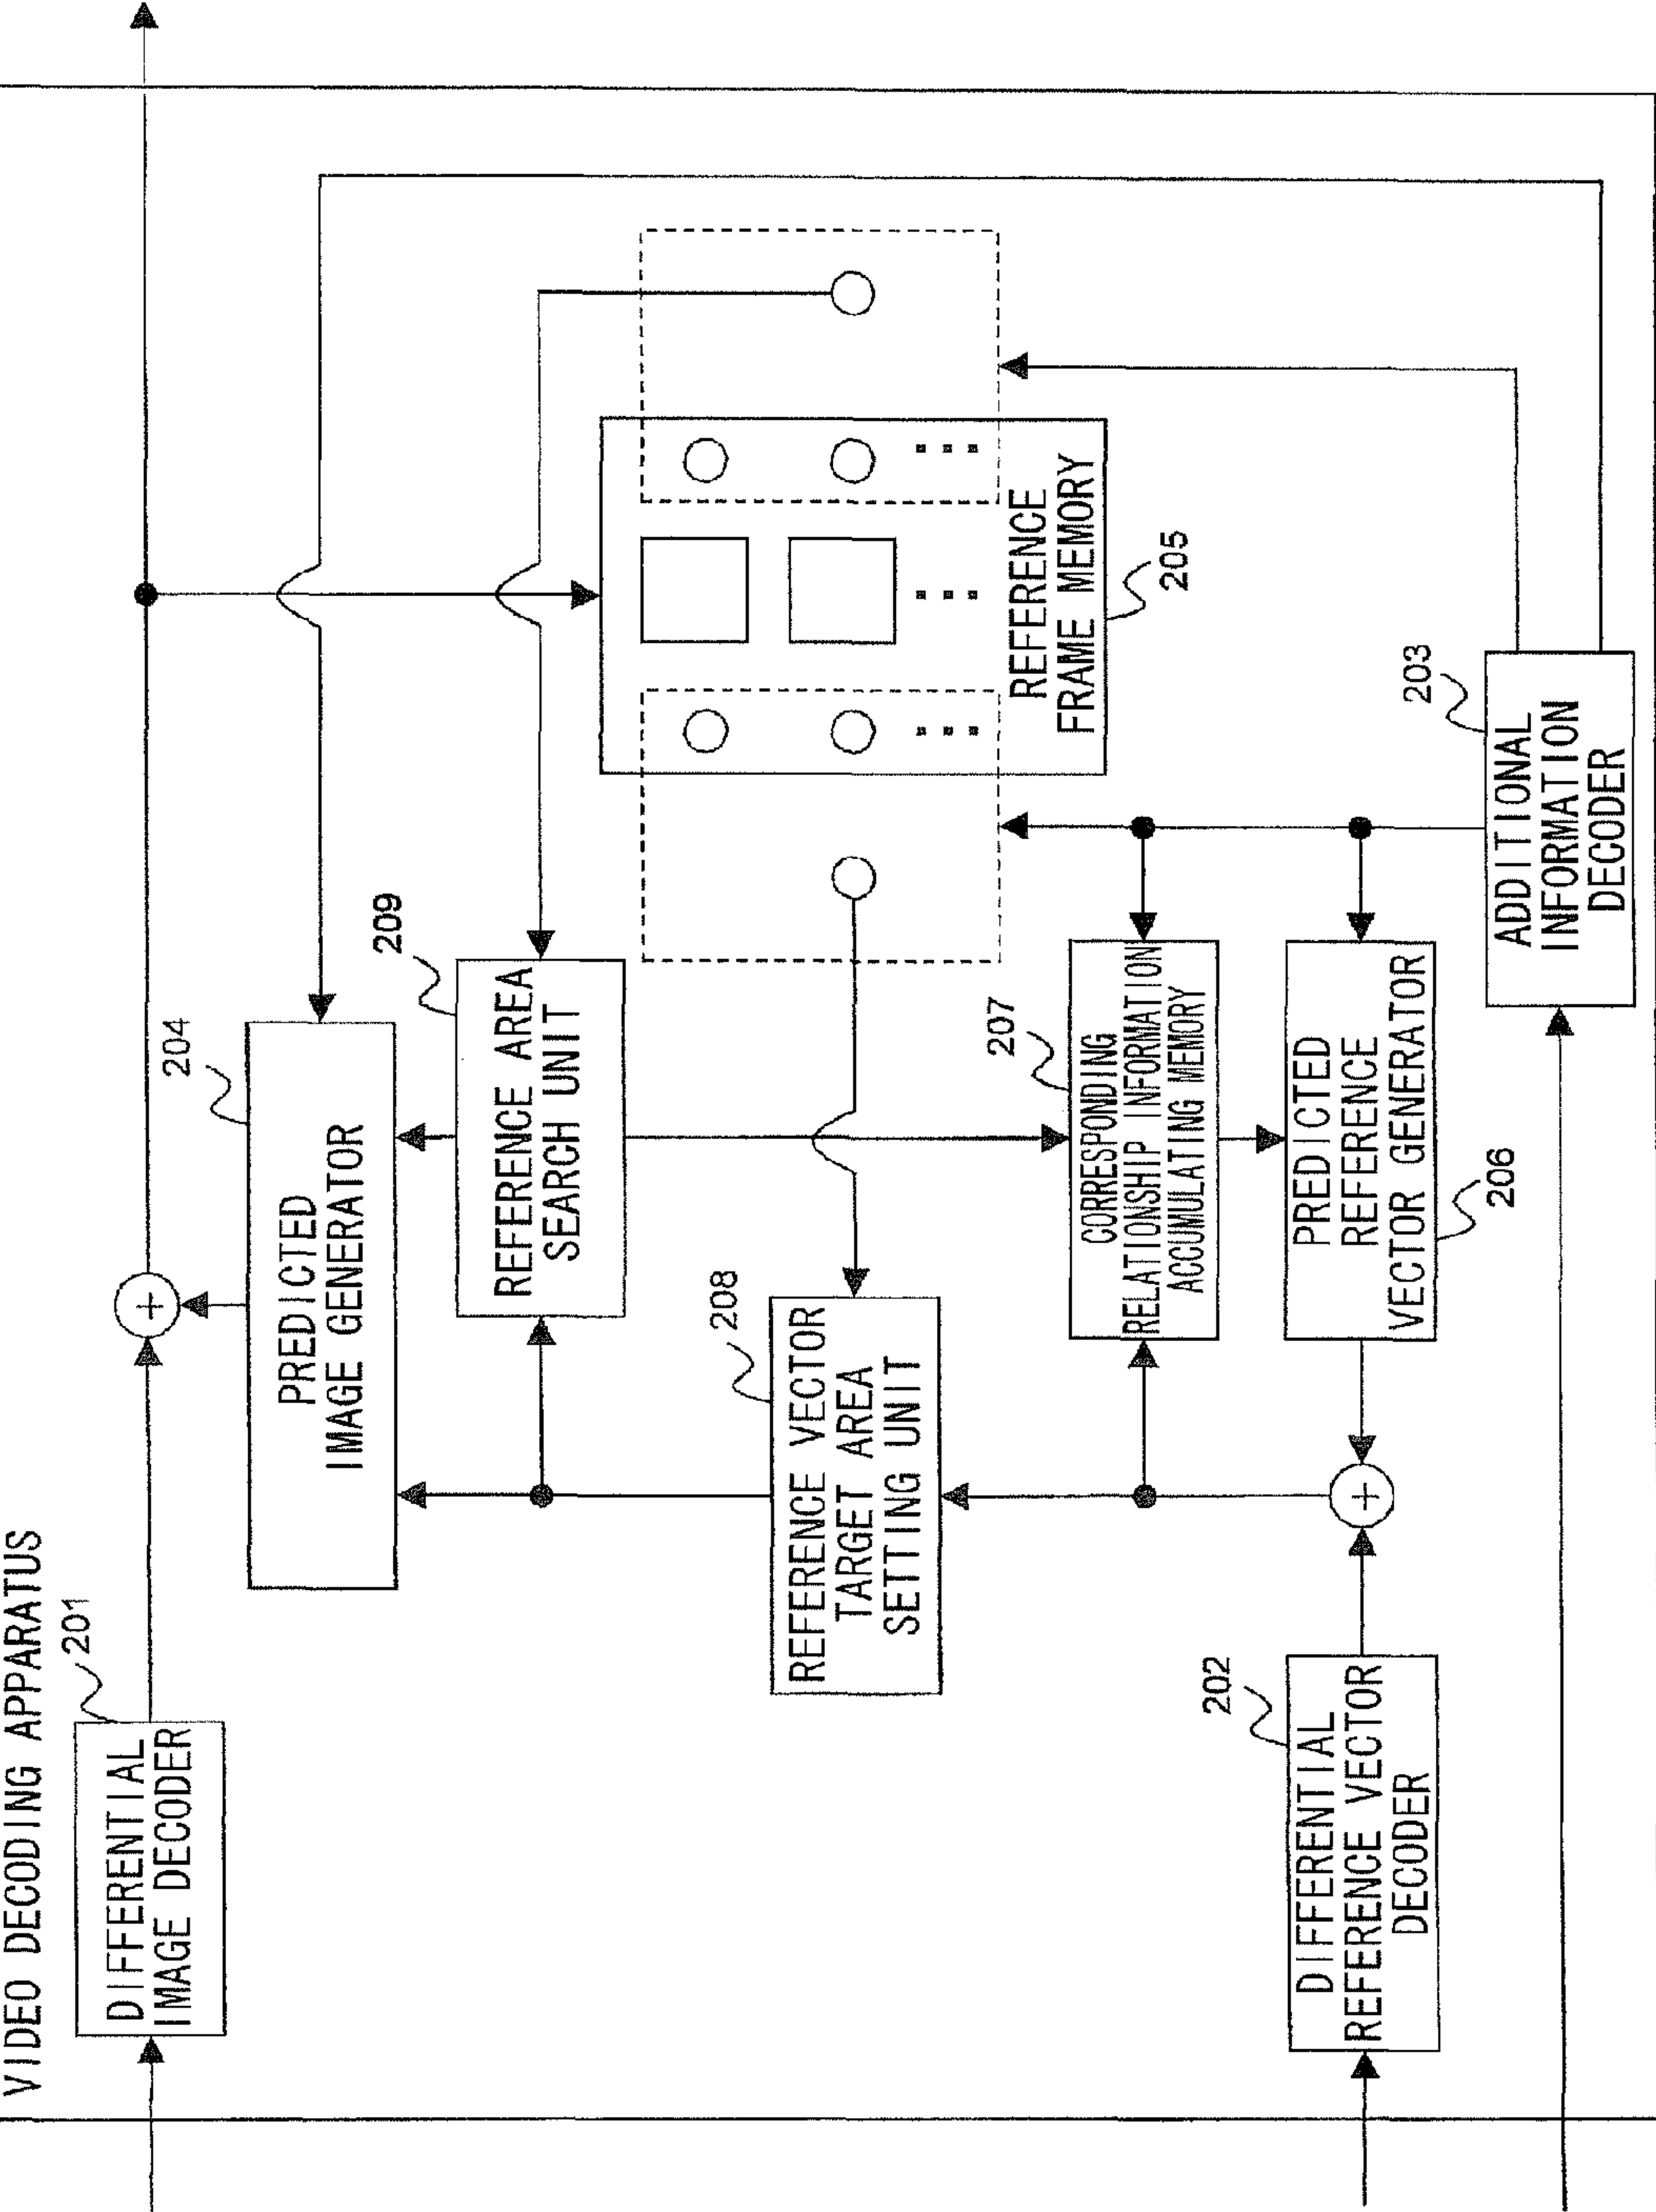 VIDEO DECODING APPARATUS
201
DIFFERENTIAL
IMAGE DECODER
204
PREDICTED
IMAGE GENERATOR
209
REFERENCE AREA
SEARCH UNIT
208
REFERENCE VECTOR
TARGET AREA
SETTING UNIT
REFERENCE
FRAME MEMORY
205
207
CORRESPONDING
RELATIONSHIP INFORMATION
ACCUMULATING MEMORY
202
DIFFERENTIAL
REFERENCE VECTOR
DECODER
PREDICTED
REFERENCE
VECTOR GENERATOR
206
203
ADDITIONAL
INFORMATION
DECODER